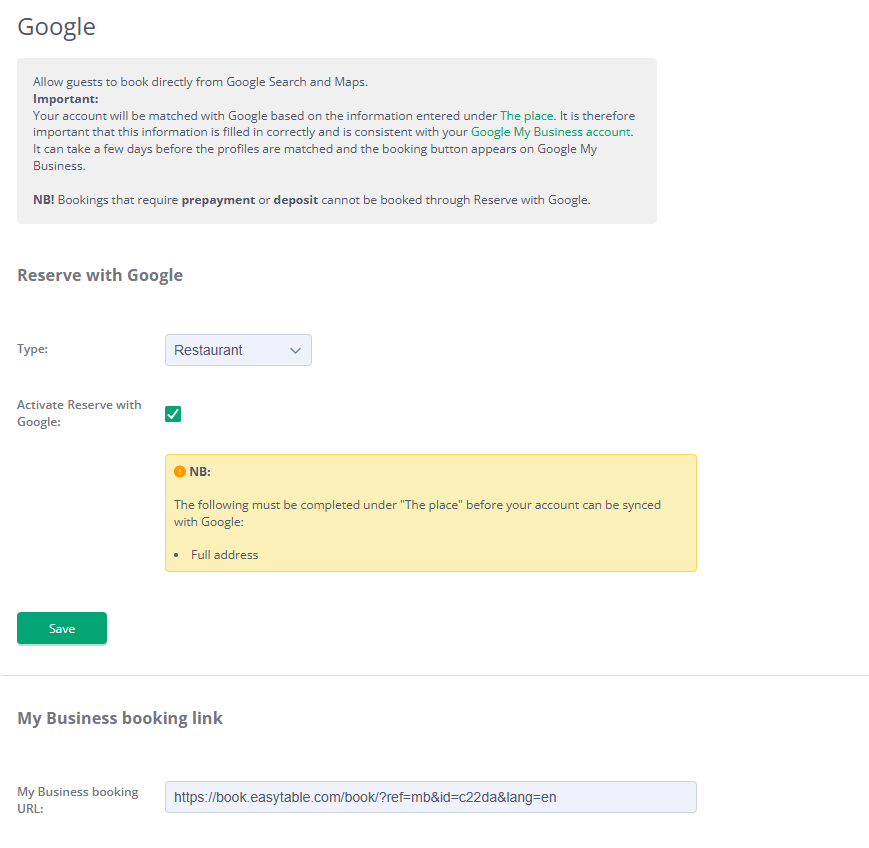 Google
Allow guests to book directly from Google Search and Maps.
Important:
Your account will be matched with Google based on the information entered under The place. It is therefore
important that this information is filled in correctly and is consistent with your Google My Business account.
It can take a few days before the profiles are matched and the booking button appears on Google My
Business.
NB! Bookings that require prepayment or deposit cannot be booked through Reserve with Google.
Reserve with Google
Type:
Restaurant
Activate Reserve with
Google:
NB:
The following must be completed under "The place" before your account can be synced
with Google:
• Full address
Save
My Business booking link
My Business booking
URL:
https://book.easytable.com/book/?ref=mb&id=c22da&lang=en